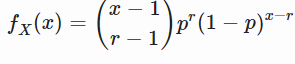 f_X(x) = \binom{x-1}{r-1} p^r (1-p)^{x-r}